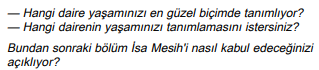 — Hangi daire yaşamınızı en güzel biçimde tanımlıyor?
— Hangi dairenin yaşamınızı tanımlamasını istersiniz?
Bundan sonraki bölüm İsa Mesih'i nasıl kabul edeceğinizi
açıklıyor?